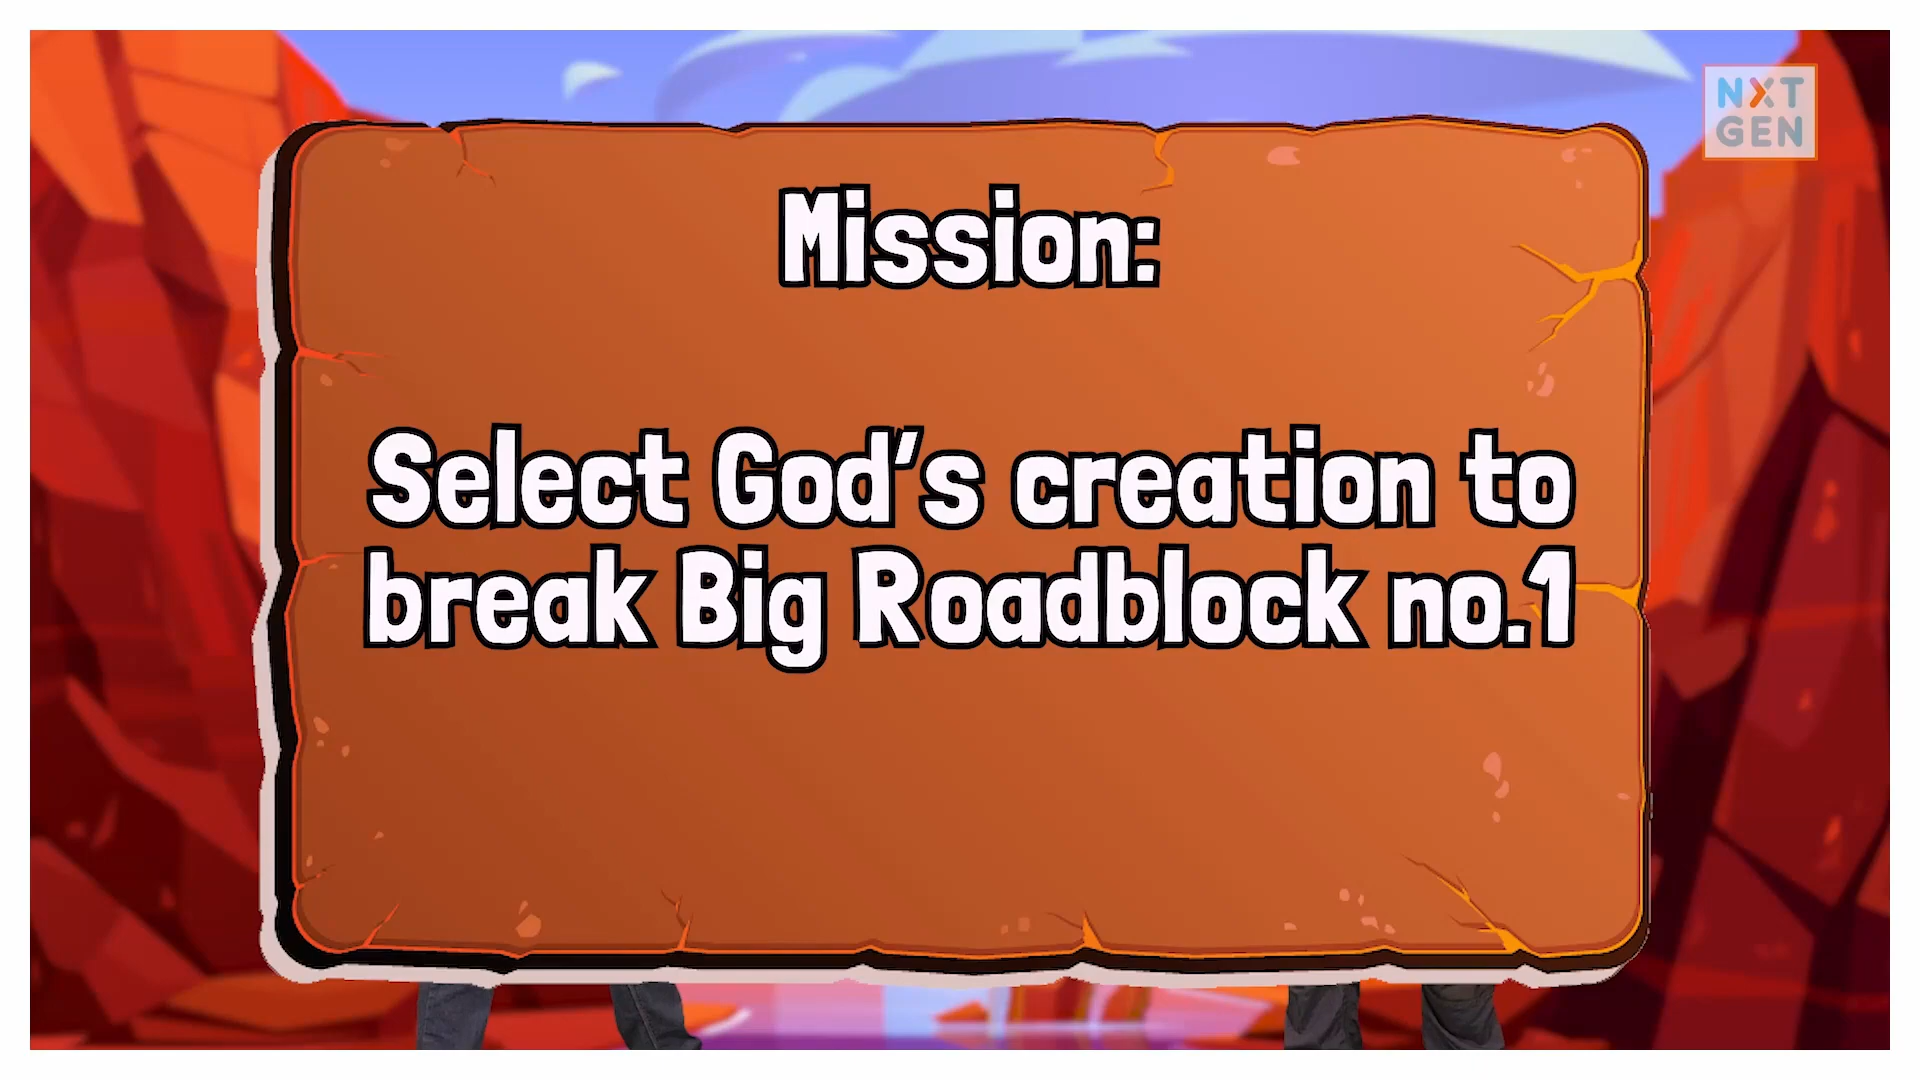 NXT
GEN
Mission:
Select God's creation to
break Big Roadblock no.1